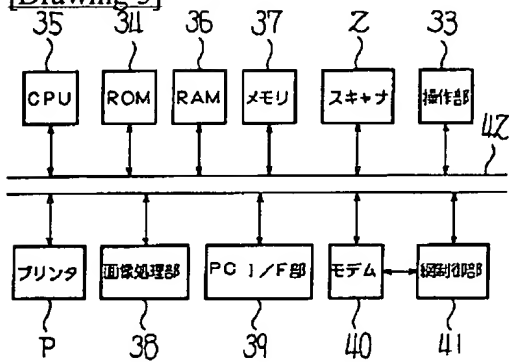 [Drawing 3]
35 34 36 37 2 33
CPU ROM RAM メモリ スキャナ 操作部
42
プリンタ 画像処理部 PC I/F部 モデム 網制御部
P 38 39 40 41